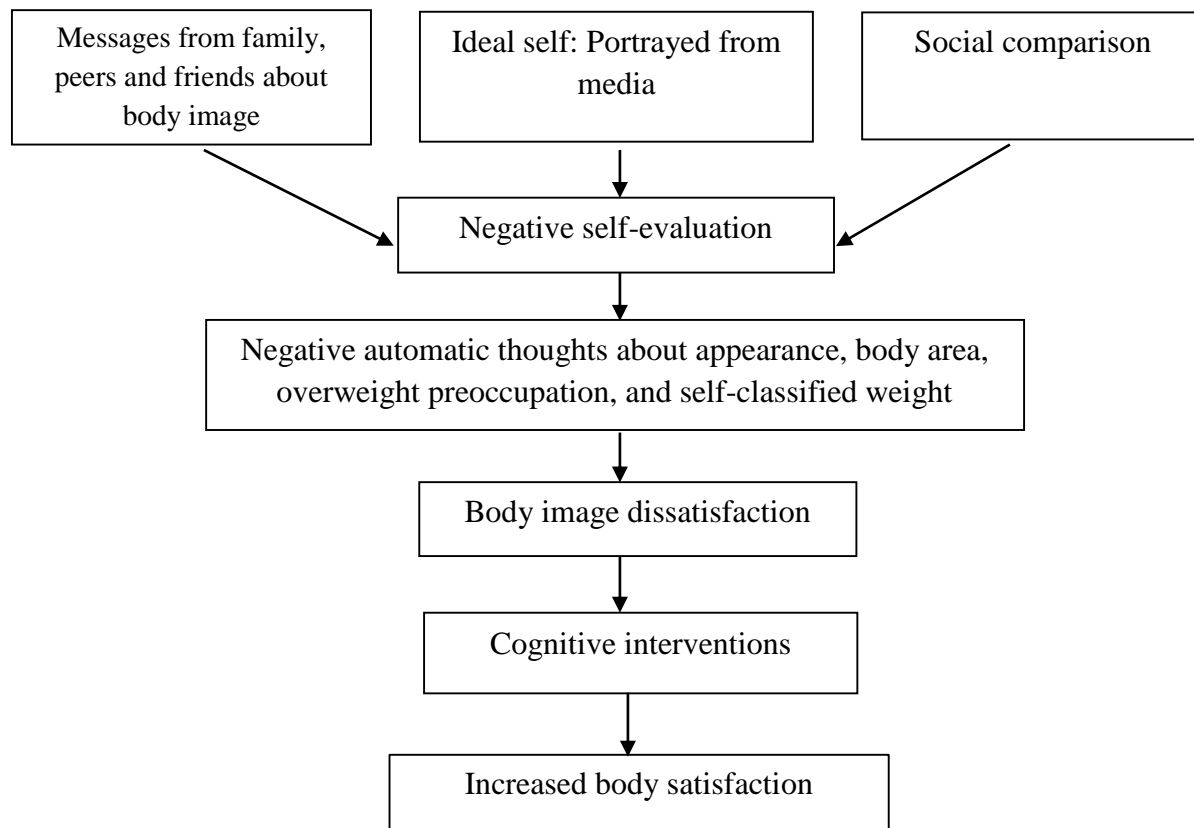 Messages from family,
peers and friends about
body image
Ideal self: Portrayed from
media
Social comparison
Negative self-evaluation
Negative automatic thoughts about appearance, body area,
overweight preoccupation, and self-classified weight
Body image dissatisfaction
Cognitive interventions
Increased body satisfaction